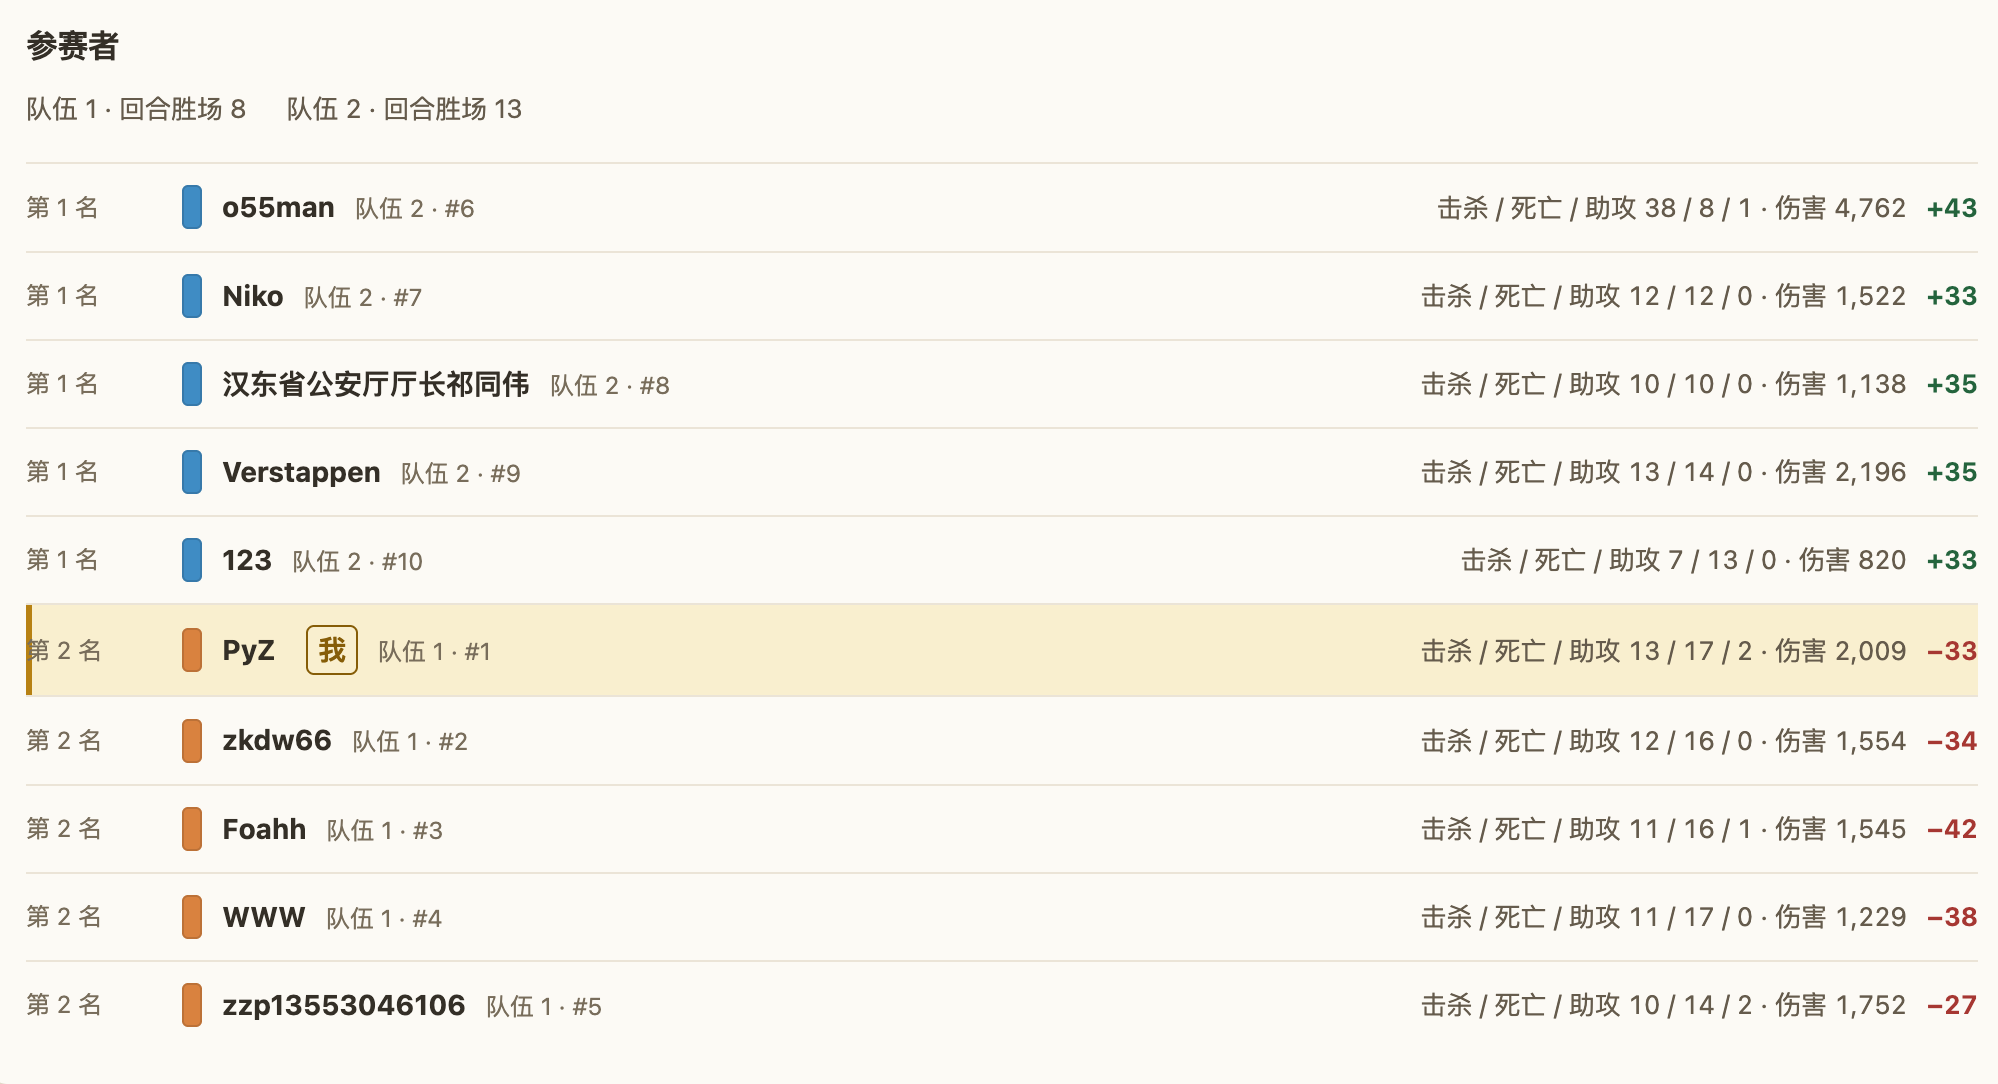 参赛者
队伍 1 · 回合胜场 8 队伍 2 · 回合胜场 13
第 1 名 o55man 队伍 2 · #6 击杀 / 死亡 / 助攻 38 / 8 / 1 · 伤害 4,762 +43
第 1 名 Niko 队伍 2 · #7 击杀 / 死亡 / 助攻 12 / 12 / 0 · 伤害 1,522 +33
第 1 名 汉东省公安厅厅长祁同伟 队伍 2 · #8 击杀 / 死亡 / 助攻 10 / 10 / 0 · 伤害 1,138 +35
第 1 名 Verstappen 队伍 2 · #9 击杀 / 死亡 / 助攻 13 / 14 / 0 · 伤害 2,196 +35
第 1 名 123 队伍 2 · #10 击杀 / 死亡 / 助攻 7 / 13 / 0 · 伤害 820 +33
第 2 名 PyZ 我 队伍 1 · #1 击杀 / 死亡 / 助攻 13 / 17 / 2 · 伤害 2,009 −33
第 2 名 zkdw66 队伍 1 · #2 击杀 / 死亡 / 助攻 12 / 16 / 0 · 伤害 1,554 −34
第 2 名 Foahh 队伍 1 · #3 击杀 / 死亡 / 助攻 11 / 16 / 1 · 伤害 1,545 −42
第 2 名 WWW 队伍 1 · #4 击杀 / 死亡 / 助攻 11 / 17 / 0 · 伤害 1,229 −38
第 2 名 zzp13553046106 队伍 1 · #5 击杀 / 死亡 / 助攻 10 / 14 / 2 · 伤害 1,752 −27